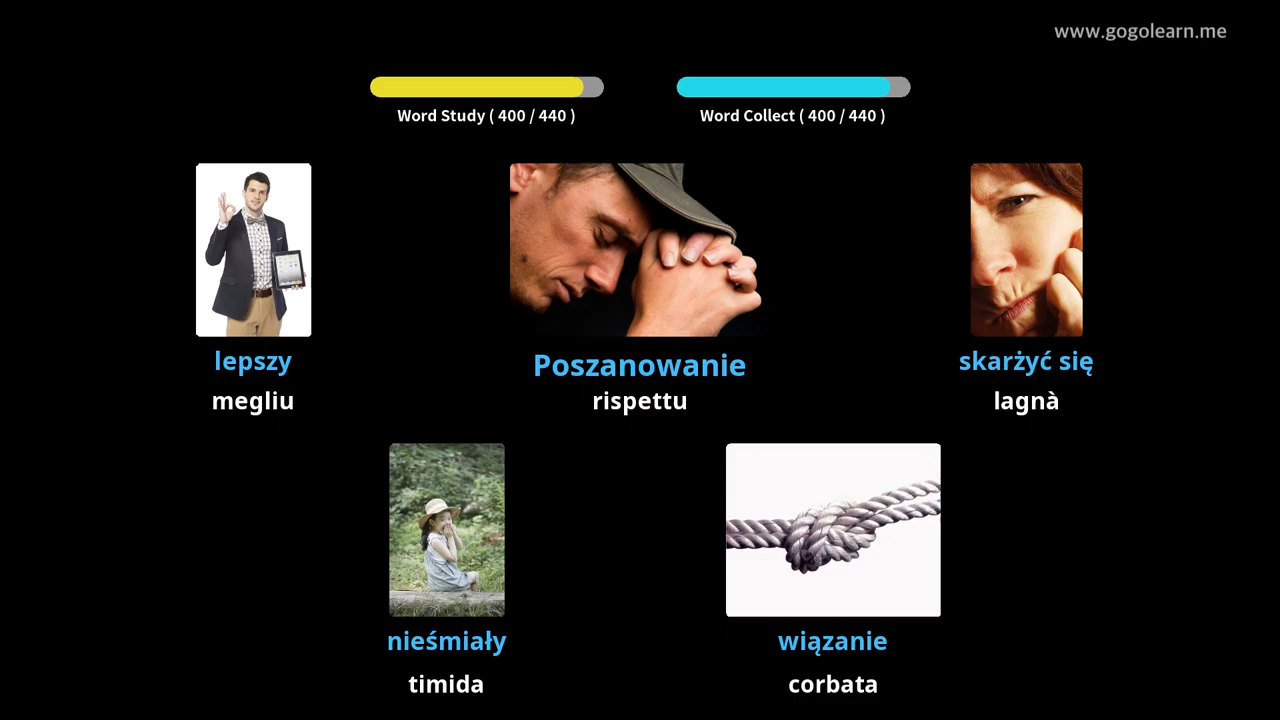 www.gogolearn.me
Word Study ( 400 / 440 )
Word Collect ( 400 / 440 )
lepszy
megliu
Poszanowanie
rispettu
skarżyć się
lagnà
nieśmiały
timida
wiązanie
corbata